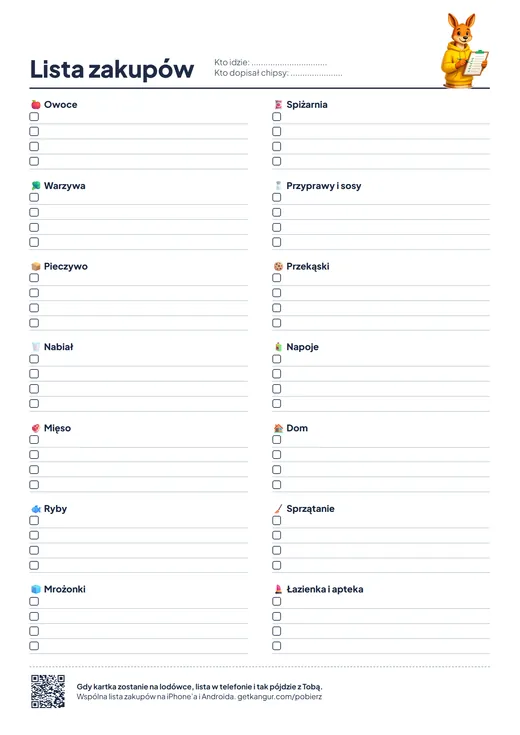 Lista zakupów
Kto idzie: ................................
Kto dopisał chipsy: ......................
Owoce
Warzywa
Pieczywo
Nabiał
Mięso
Ryby
Mrożonki
Spiżarnia
Przyprawy i sosy
Przekąski
Napoje
Dom
Sprzątanie
Łazienka i apteka
Gdy kartka zostanie na lodówce, lista w telefonie i tak pójdzie z Tobą.
Wspólna lista zakupów na iPhone'a i Androida. getkangur.com/pobierz